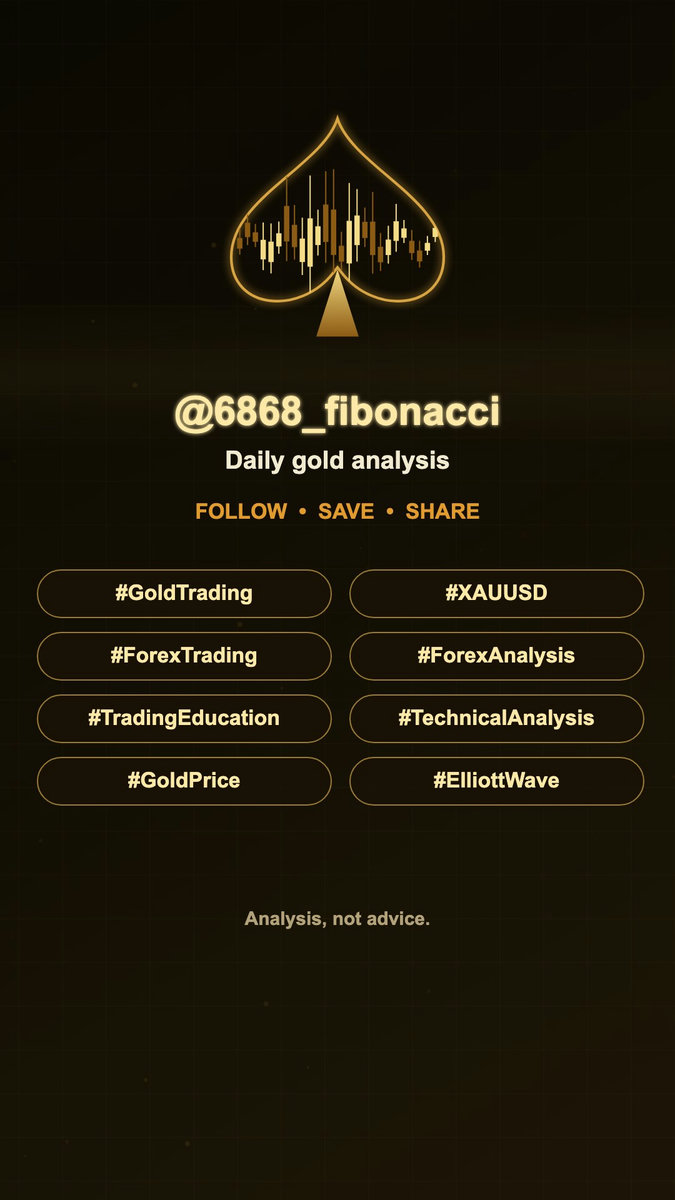 @6868_fibonacci
Daily gold analysis
FOLLOW • SAVE • SHARE
#GoldTrading
#XAUUSD
#ForexTrading
#ForexAnalysis
#TradingEducation
#TechnicalAnalysis
#GoldPrice
#ElliottWave
Analysis, not advice.